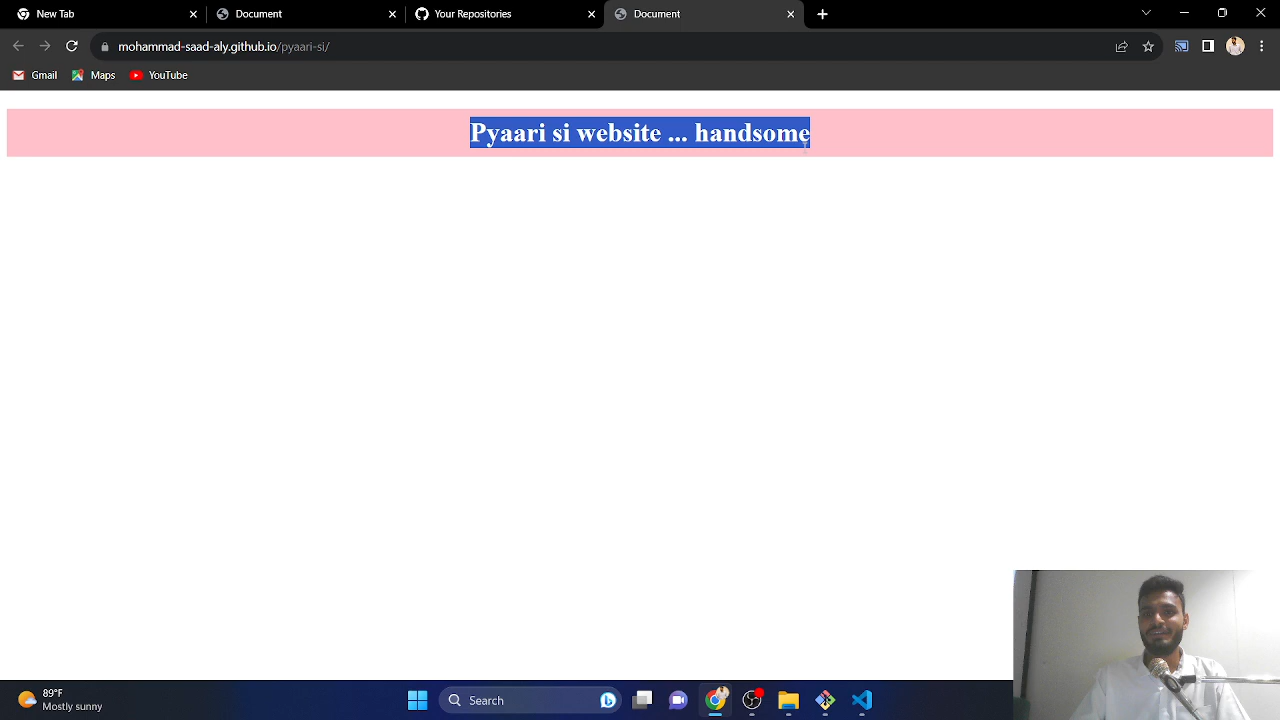 New Tab
Document
Your Repositories
Document
mohammad-saad-aly.github.io/pyaari-si/
Gmail
Maps
YouTube
Pyaari si website ... handsome
89°F
Mostly sunny
Search